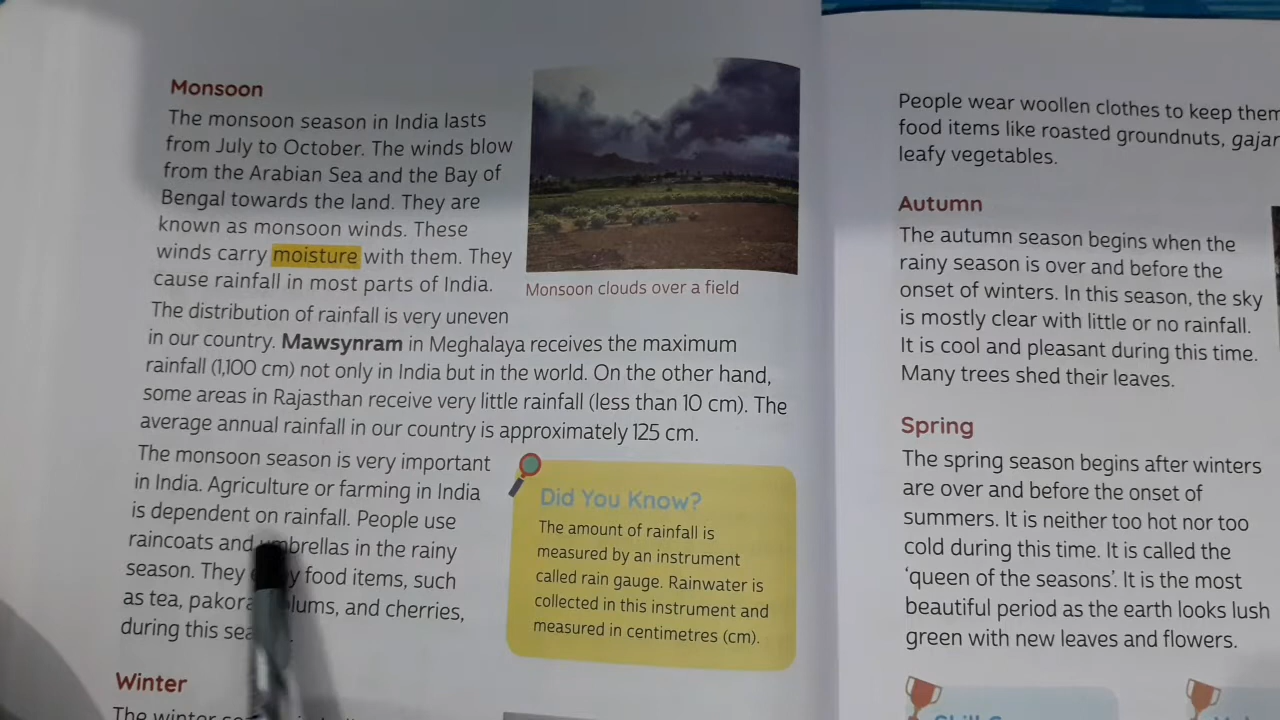 Monsoon
The monsoon season in India lasts
from July to October. The winds blow
from the Arabian Sea and the Bay of
Bengal towards the land. They are
known as monsoon winds. These
winds carry moisture with them. They
cause rainfall in most parts of India.
Monsoon clouds over a field
The distribution of rainfall is very uneven
in our country. Mawsynram in Meghalaya receives the maximum
rainfall (1,100 cm) not only in India but in the world. On the other hand,
some areas in Rajasthan receive very little rainfall (less than 10 cm). The
average annual rainfall in our country is approximately 125 cm.
The monsoon season is very important
in India. Agriculture or farming in India
is dependent on rainfall. People use
raincoats and umbrellas in the rainy
season. They food items, such
as tea, and cherries,
during this
Did You Know?
The amount of rainfall is
measured by an instrument
called rain gauge. Rainwater is
collected in this instrument and
measured in centimetres (cm).
Winter
The winter
People wear woollen clothes to keep them
food items like roasted groundnuts, gajar
leafy vegetables.
Autumn
The autumn season begins when the
rainy season is over and before the
onset of winters. In this season, the sky
is mostly clear with little or no rainfall.
It is cool and pleasant during this time.
Many trees shed their leaves.
Spring
The spring season begins after winters
are over and before the onset of
summers. It is neither too hot nor too
cold during this time. It is called the
‘queen of the seasons’. It is the most
beautiful period as the earth looks lush
green with new leaves and flowers.